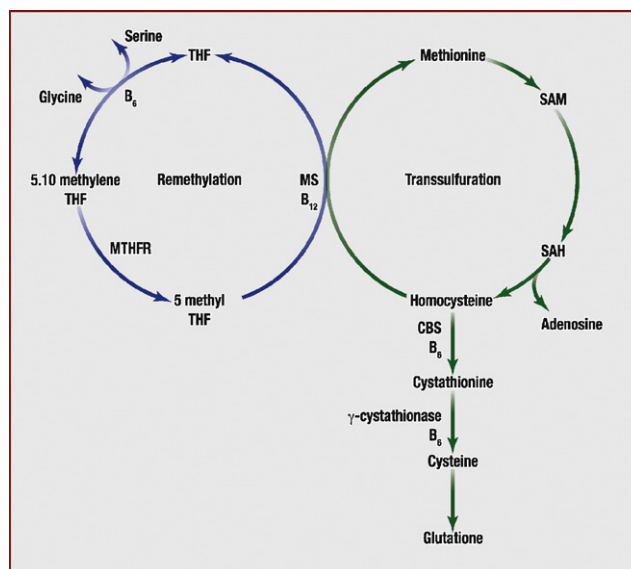 Serine
THF
Glycine
B6
5.10 methylene
THF
Remethylation
MTHFR
5 methyl
THF
MS
B12
Methionine
SAM
Transsulfuration
SAH
Adenosine
Homocysteine
CBS
B6
Cystathionine
γ-cystathionase
B6
Cysteine
Glutatione